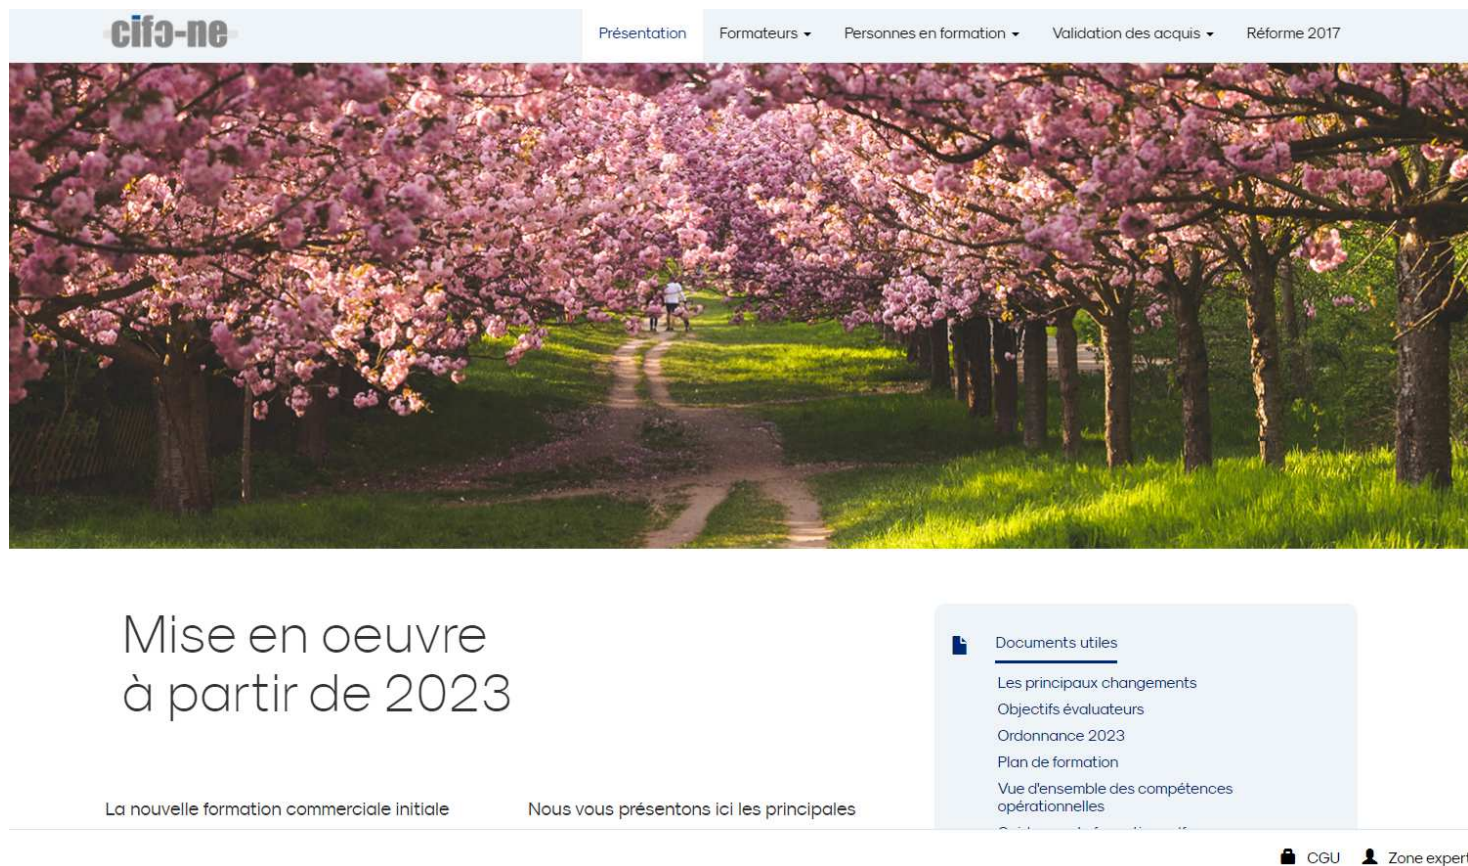 cifo-ne
Présentation
Formateurs
Personnes en formation
Validation des acquis
Réforme 2017
Mise en oeuvre
à partir de 2023
La nouvelle formation commerciale initiale
Nous vous présentons ici les principales
Documents utiles
Les principaux changements
Objectifs évaluateurs
Ordonnance 2023
Plan de formation
Vue d'ensemble des compétences
opérationnelles
CGU
Zone expert